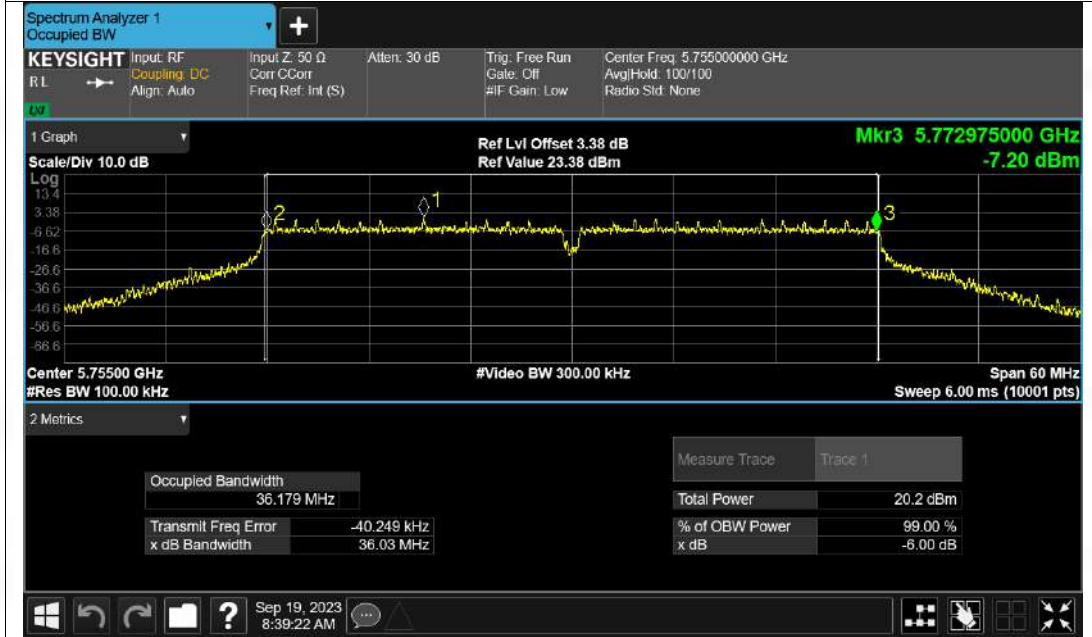 Spectrum Analyzer 1
Occupied BW
+
KEYSIGHT
R L
LXI
Input: RF
Coupling: DC
Align: Auto
Input Z: 50 Ω
Corr CCorr
Freq Ref: Int (S)
Atten: 30 dB
Trig: Free Run
Gate: Off
#IF Gain: Low
Center Freq: 5.755000000 GHz
Avg|Hold: 100/100
Radio Std: None
1 Graph
Scale/Div 10.0 dB
Ref Lvl Offset 3.38 dB
Ref Value 23.38 dBm
Mkr3 5.772975000 GHz
-7.20 dBm
Log
13.4
3.38
-6.62
-16.6
-26.6
-36.6
-46.6
-56.6
-66.6
2
1
3
Center 5.75500 GHz
#Video BW 300.00 kHz
Span 60 MHz
#Res BW 100.00 kHz
Sweep 6.00 ms (10001 pts)
2 Metrics
Measure Trace Trace 1
Occupied Bandwidth
36.179 MHz
Total Power 20.2 dBm
Transmit Freq Error -40.249 kHz
% of OBW Power 99.00 %
x dB Bandwidth 36.03 MHz
x dB -6.00 dB
?
Sep 19, 2023
8:39:22 AM